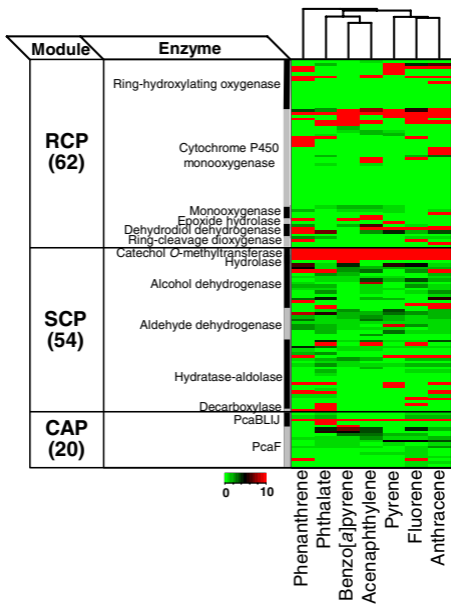 Module Enzyme
RCP
(62)
Ring-hydroxylating oxygenase
Cytochrome P450
monooxygenase
Monooxygenase
Epoxide hydrolase
Dehydrodiol dehydrogenase
Ring-cleavage dioxygenase
SCP
(54)
Catechol O-methyltransferase
Hydrolase
Alcohol dehydrogenase
Aldehyde dehydrogenase
Hydratase-aldolase
Decarboxylase
CAP
(20)
PcaBLIJ
PcaF
0 10
Phenanthrene
Phthalate
Benzo[a]pyrene
Acenaphthylene
Pyrene
Fluorene
Anthracene